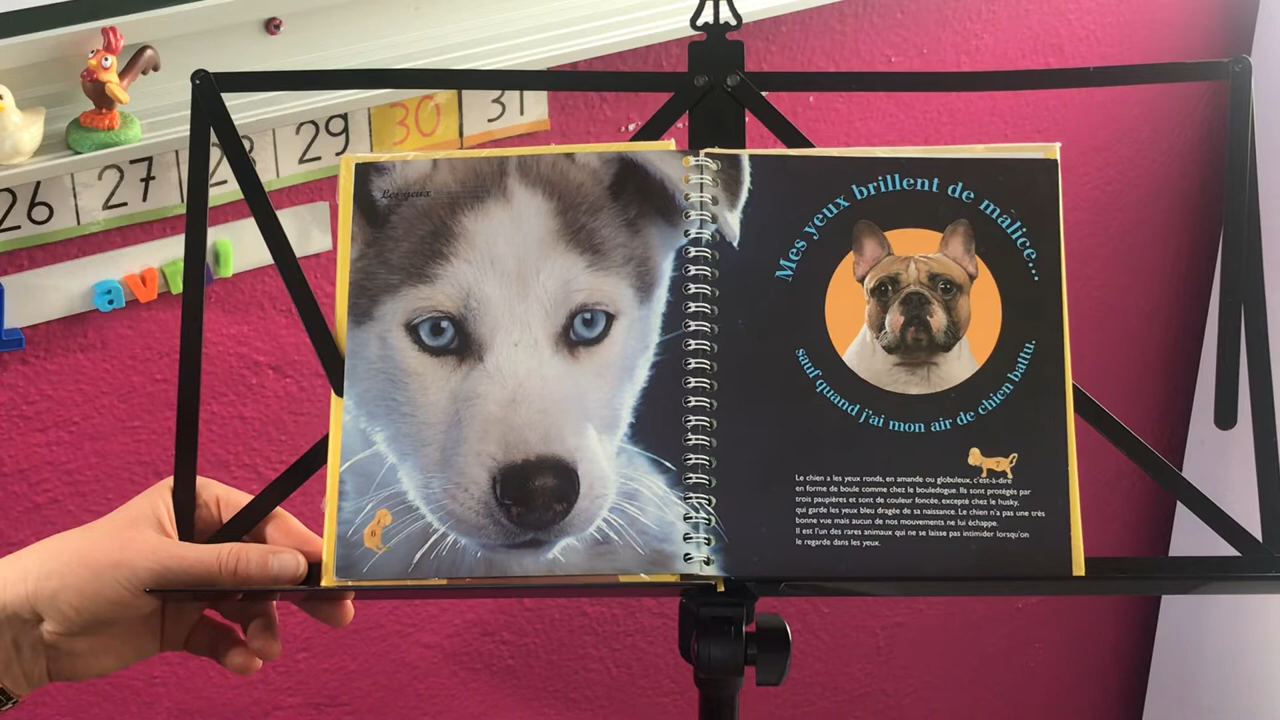 26 27 28 29 30 31
avril
1
Les yeux
6
Mes yeux brillent de malice...
sauf quand j'ai mon air de chien battu.
7
Le chien a les yeux ronds, en amande ou globuleux, c'est-à-dire
en forme de boule comme chez le bouledogue. Ils sont protégés par
trois paupières et sont de couleur foncée, excepté chez le husky,
qui garde les yeux bleu dragée de sa naissance. Le chien n'a pas une très
bonne vue mais aucun de nos mouvements ne lui échappe.
Il est l'un des rares animaux qui ne se laisse pas intimider lorsqu'on
le regarde dans les yeux.